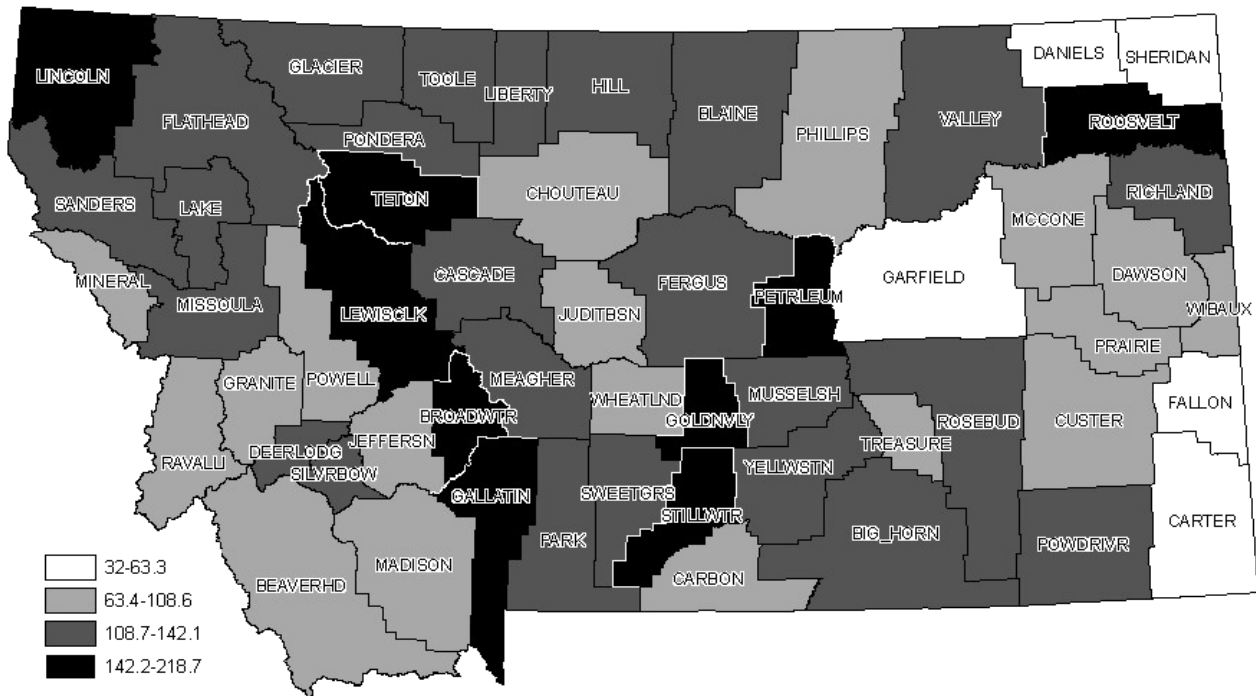 DANIELS
SHERIDAN
LINCOLN
GLACIER
TOOLE
LIBERTY
HILL
BLAINE
PHILLIPS
VALLEY
ROOSVELT
FLATHEAD
PONDERA
TETON
CHOUTEAU
RICHLAND
SANDERS
LAKE
MCCONE
CASCADE
FERGUS
GARFIELD
DAWSON
MINERAL
MISSOULA
PETRLEUM
WIBAUX
LEWISCLK
JUDITBSN
PRAIRIE
GRANITE
POWELL
MEAGHER
WHEATLND
MUSSELSH
FALLON
BROADWTR
GOLDNVLY
ROSEBUD
CUSTER
JEFFERSN
TREASURE
DEERLODG
RAVALLI
SILVRBOW
YELLWSTN
GALLATIN
SWEETGRS
STILLWTR
CARTER
PARK
BIG_HORN
POWDRIVR
MADISON
BEAVERHD
CARBON
32-63.3
63.4-108.6
108.7-142.1
142.2-218.7